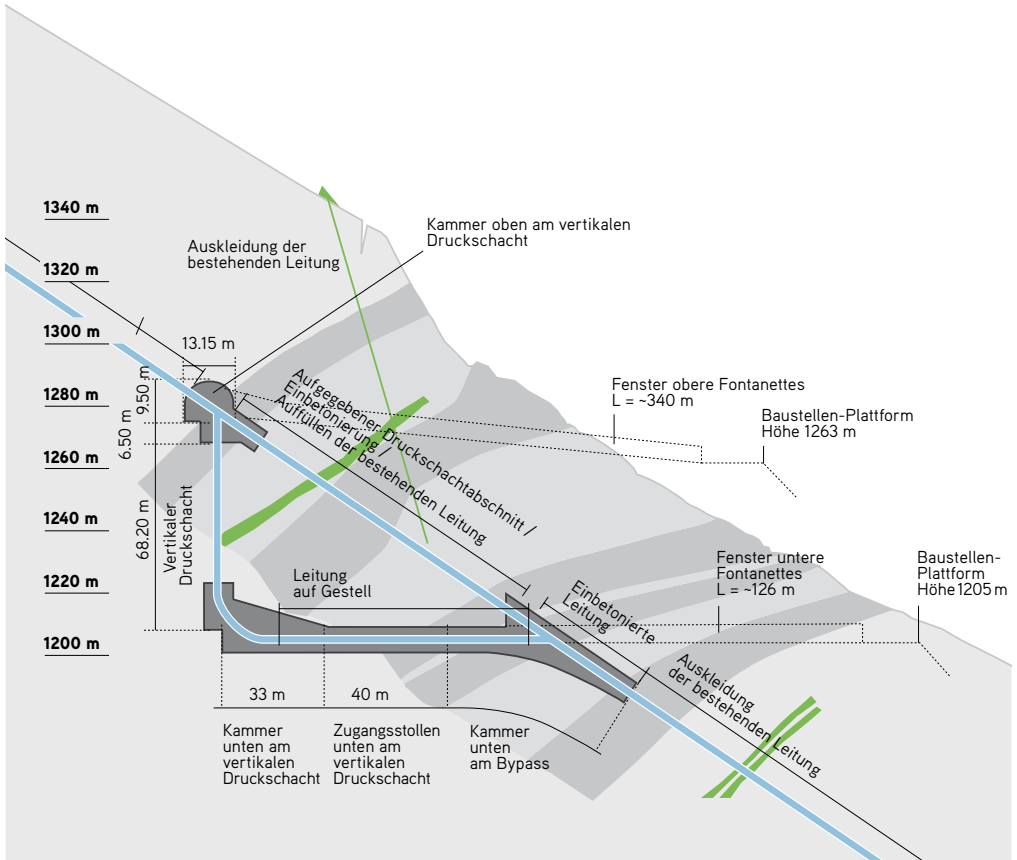 1340 m
1320 m
1300 m
1280 m
1260 m
1240 m
1220 m
1200 m
Auskleidung der
bestehenden Leitung
Kammer oben am vertikalen
Druckschacht
13.15 m
9.50 m
6.50 m
68.20 m
Vertikaler
Druckschacht
Aufgegebener Druckschachtabschnitt /
Einbetonierung /
Auffüllen der bestehenden Leitung
Fenster obere Fontanettes
L = ~340 m
Baustellen-Plattform
Höhe 1263 m
Leitung
auf Gestell
Einbetonierte
Leitung
Fenster untere
Fontanettes
L = ~126 m
Baustellen-
Plattform
Höhe 1205 m
Auskleidung
der bestehenden Leitung
33 m
40 m
Kammer
unten am
vertikalen
Druckschacht
Zugangsstollen
unten am
vertikalen
Druckschacht
Kammer
unten
am Bypass